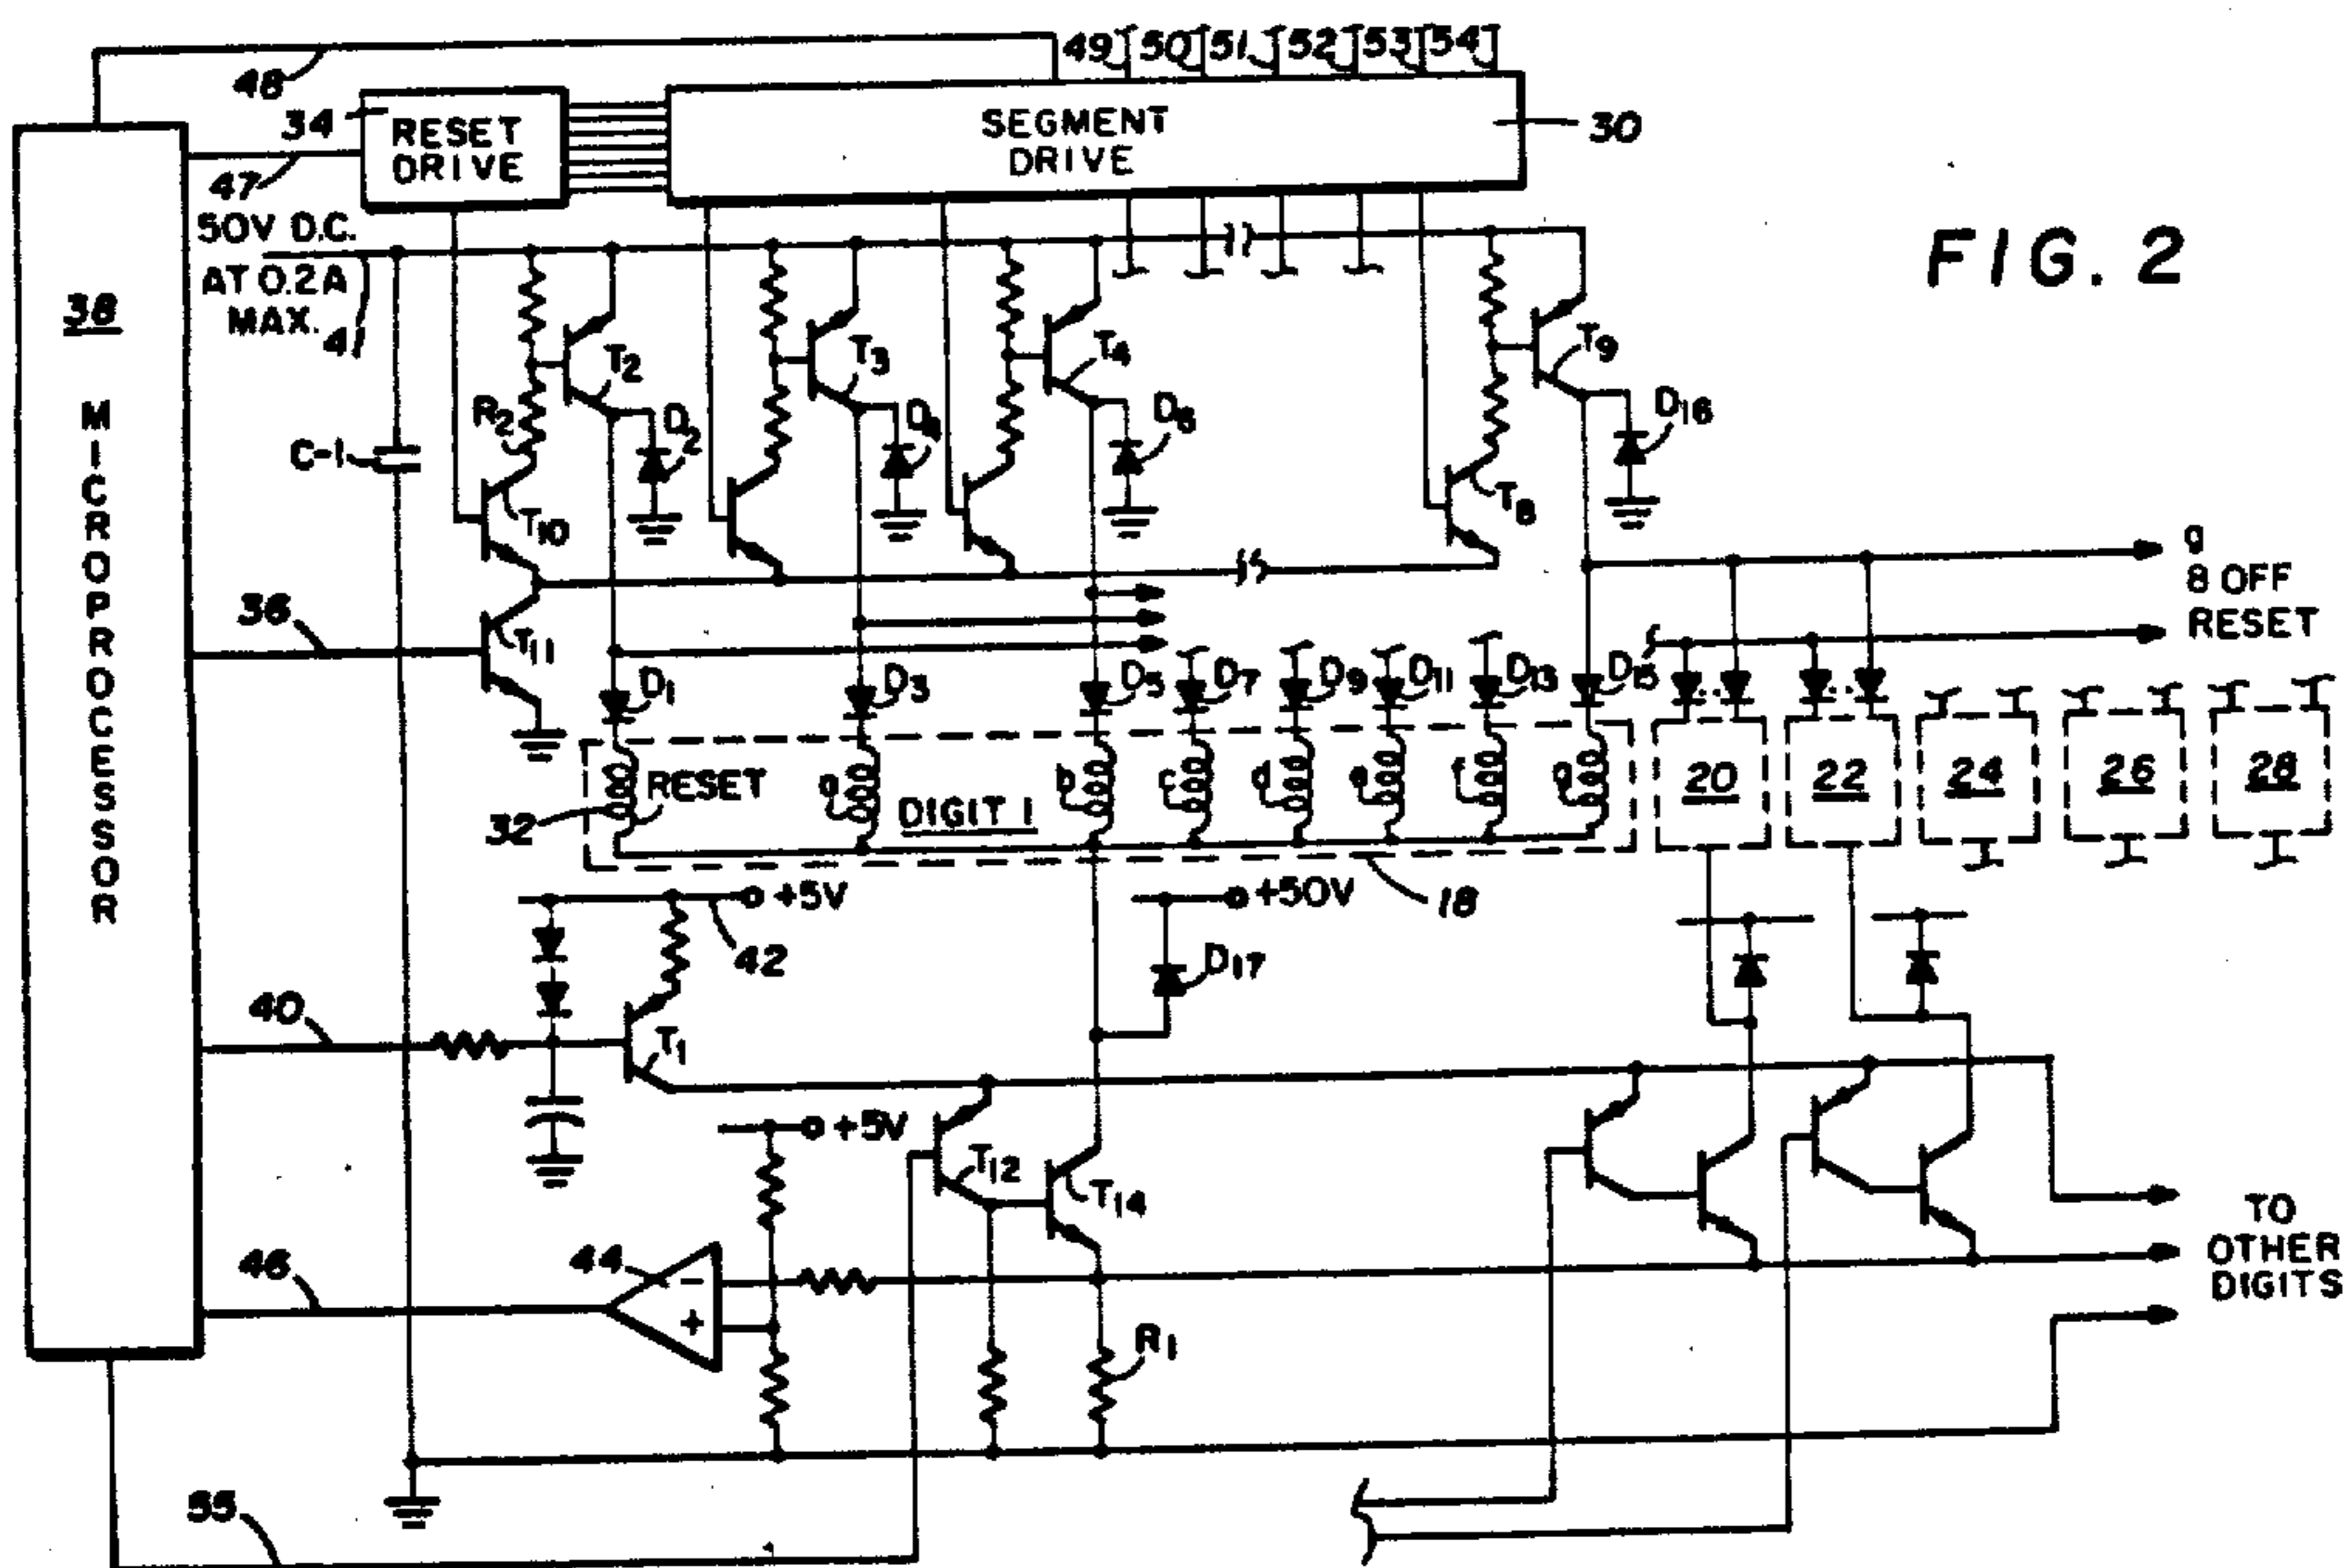 48
49 50 51 52 53 54
34
RESET
DRIVE
SEGMENT
DRIVE
30
47
50V D.C.
AT 0.2A
MAX.
4
FIG. 2
38
MICROPROCESSOR
C-1
R2
T2
D2
T3
T4
D6
T9
D16
T10
T8
36
T11
g
8 OFF
RESET
D1
D3
D5
D7
D9
D11
D13
D15
32
RESET
a
DIGIT 1
b
c
d
e
f
g
20
22
24
26
28
18
+5V
42
+50V
D17
40
T1
+5V
T12
T14
46
44
-
+
R1
TO
OTHER
DIGITS
55